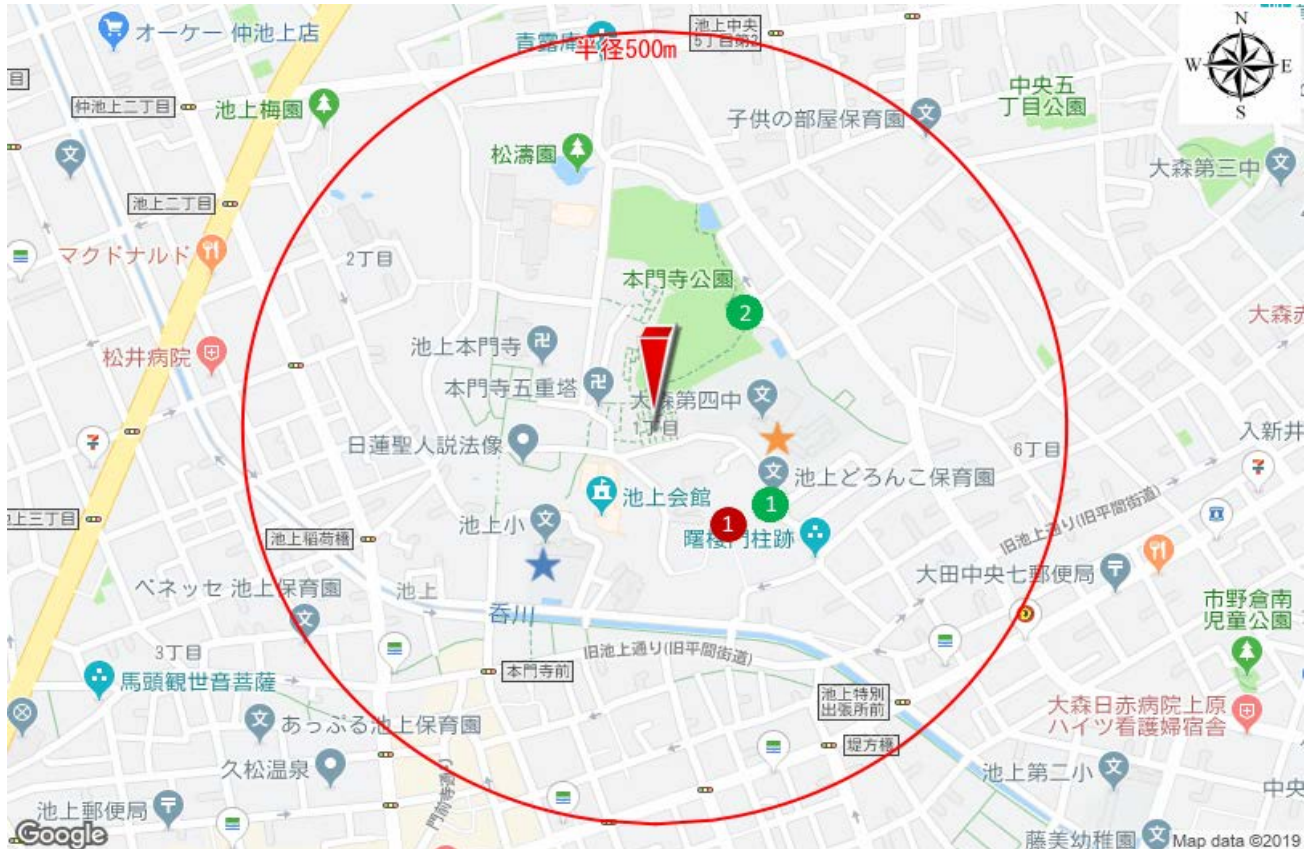 オーケー 仲池上店
青露庵
半径500m
池上中央
5丁目第2
N
W
E
S
目
仲池上二丁目
池上梅園
中央五
丁目公園
子供の部屋保育園
松濤園
大森第三中
池上二丁目
マクドナルド
2丁目
本門寺公園
2
大森赤
松井病院
池上本門寺
本門寺五重塔
大森第四中
1丁目
日蓮聖人説法像
6丁目
入新井
池上どろんこ保育園
池上会館
1
1
池上三丁目
池上小
曙楼門柱跡
旧池上通り(旧平間街道)
池上稲荷橋
大田中央七郵便局
ベネッセ 池上保育園
池上
呑川
市野倉南
児童公園
3丁目
旧池上通り(旧平間街道)
本門寺前
馬頭観世音菩薩
池上特別
出張所前
大森日赤病院上原
ハイツ看護婦宿舎
あっぷる池上保育園
堤方橋
久松温泉
池上第二小
門前寺通り
中央
池上郵便局
藤美幼稚園
Google
Map data ©2019